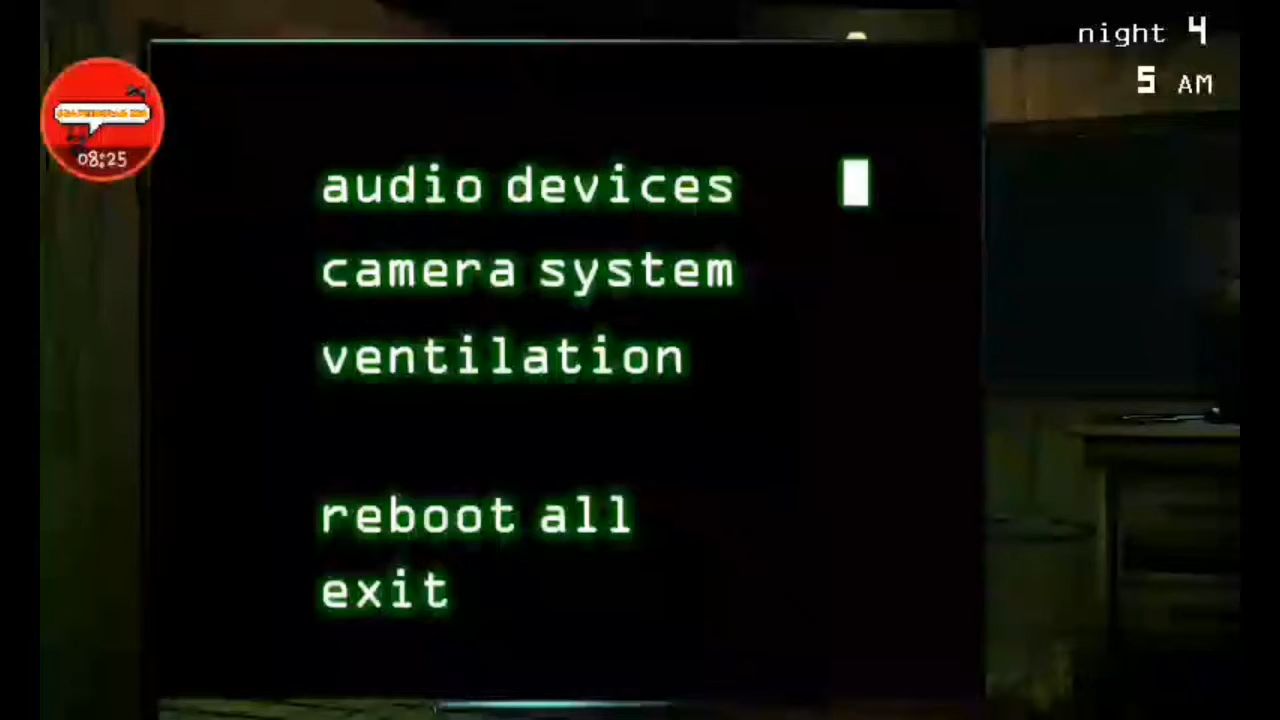 night 4
5 AM
08:25
audio devices
camera system
ventilation
reboot all
exit